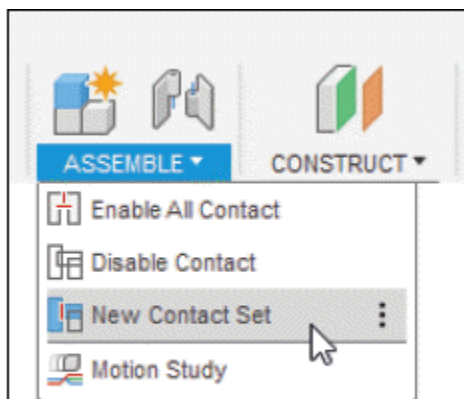 ASSEMBLE CONSTRUCT
Enable All Contact
Disable Contact
New Contact Set
Motion Study